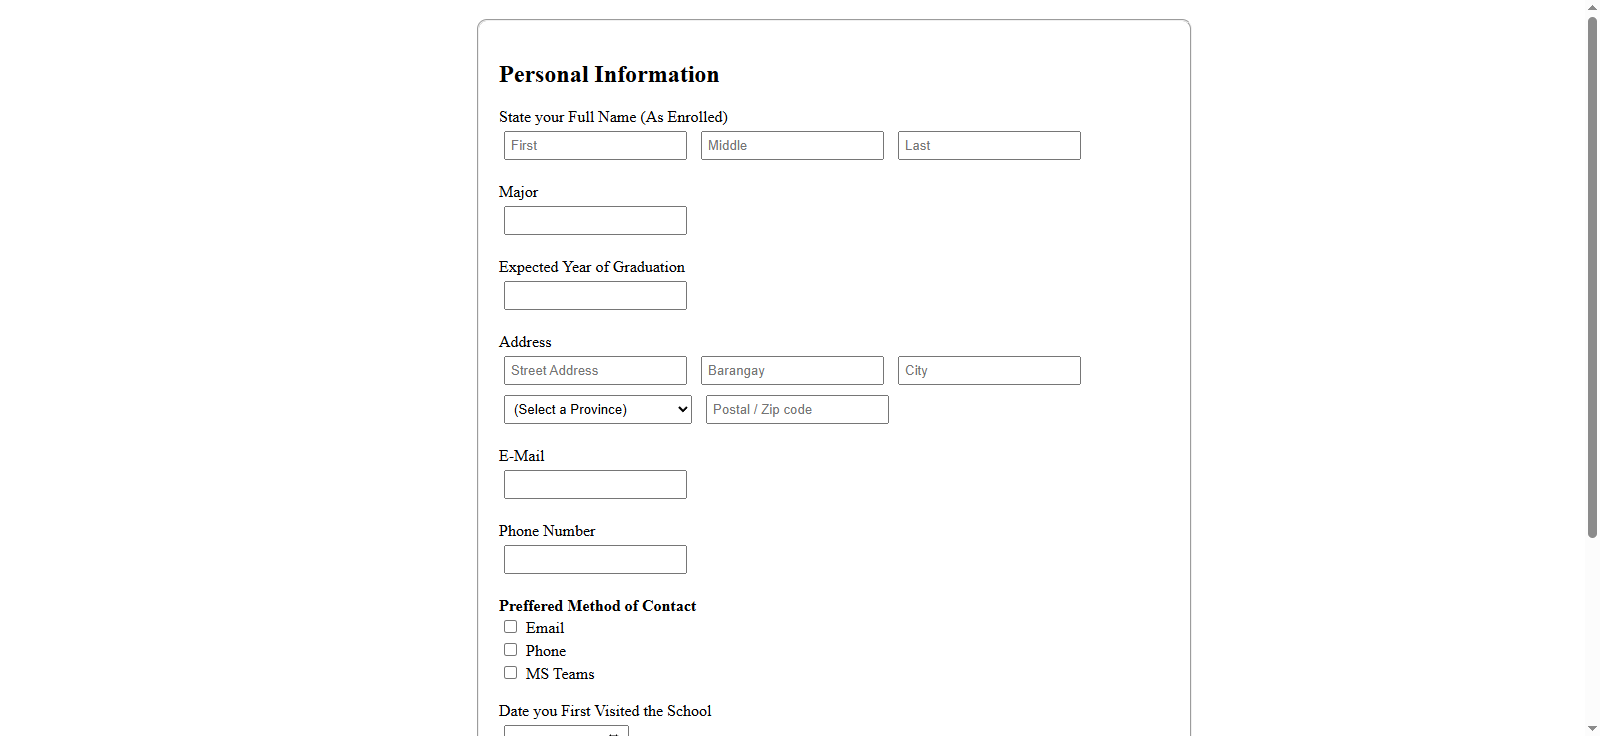 Personal Information
State your Full Name (As Enrolled)
First Middle Last
Major
Expected Year of Graduation
Address
Street Address Barangay City
(Select a Province) Postal / Zip code
E-Mail
Phone Number
Preffered Method of Contact
Email
Phone
MS Teams
Date you First Visited the School